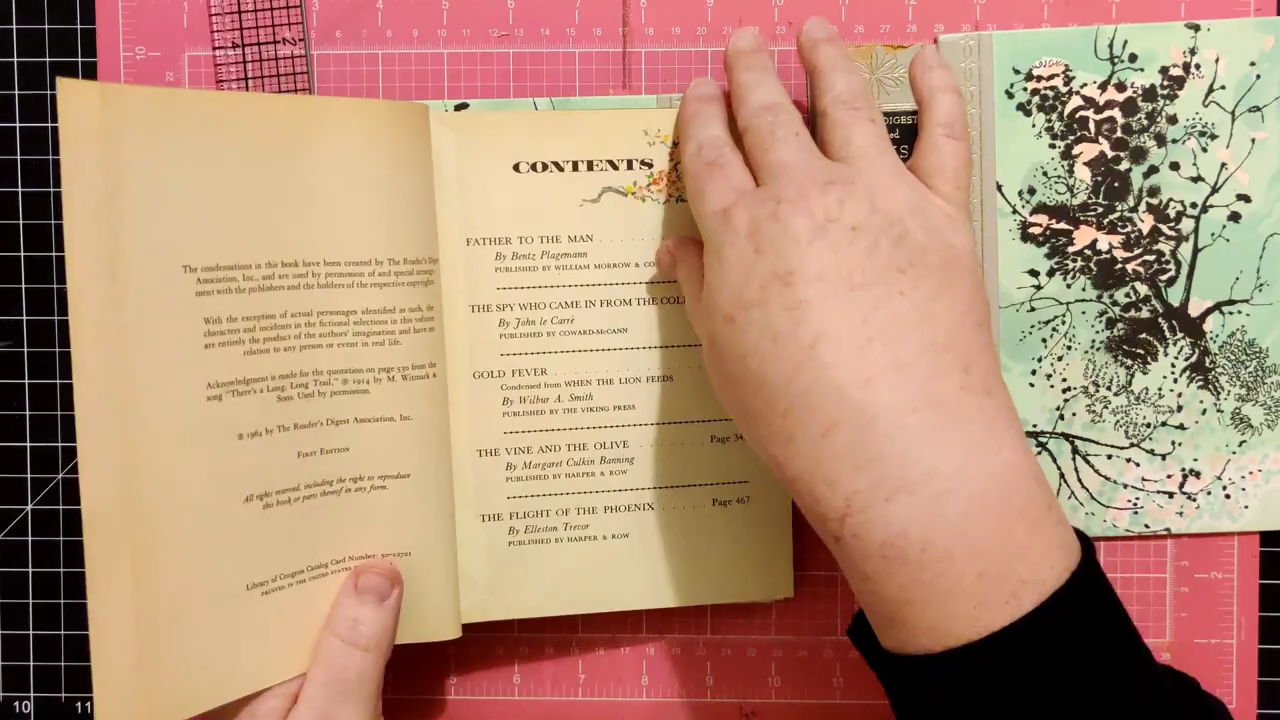 The condensations in this book have been created by The Reader's
Association, Inc., and are used by permission of and special
ment with the publishers and the holders of the respective
With the exception of actual personages identified as such, the
characters and incidents in the fictional selections in this volume
are entirely the product of the authors' imagination and have no
relation to any person or event in real life.
Acknowledgment is made for the quotation on page 530 from the
song "There's a Long, Long Trail," © 1914 by M. Witmark &
Sons. Used by permission.
© 1964 by The Reader's Digest Association, Inc.
First Edition
All rights reserved, including the right to reproduce
this book or parts thereof in any form.
Library of Congress Catalog Card Number: 50-12721
PRINTED IN THE UNITED STATES
CONTENTS
FATHER TO THE MAN . . . . . .
By Bentz Plagemann
PUBLISHED BY WILLIAM MORROW & CO
THE SPY WHO CAME IN FROM THE
By John le Carré
PUBLISHED BY COWARD-McCANN
GOLD FEVER . . . . . . . . . .
Condensed from WHEN THE LION FEEDS
By Wilbur A. Smith
PUBLISHED BY THE VIKING PRESS
THE VINE AND THE OLIVE . . . . . . . Page 34
By Margaret Culkin Banning
PUBLISHED BY HARPER & ROW
THE FLIGHT OF THE PHOENIX . . . . . Page 467
By Elleston Trevor
PUBLISHED BY HARPER & ROW
DIGEST